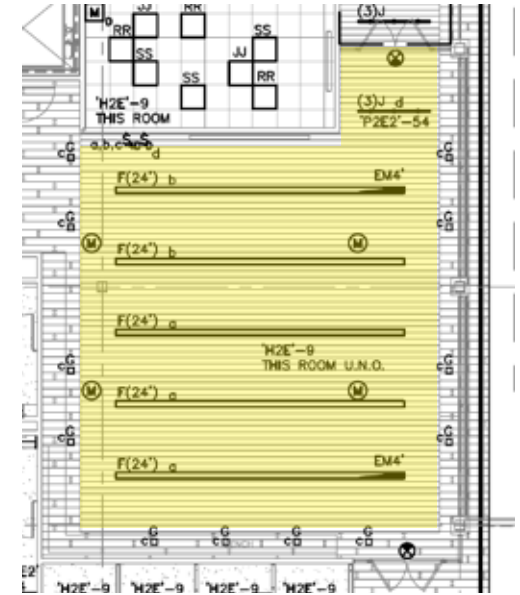 JJ
RR
(3)J
M
D
RR
SS
JJ
SS
SS
RR
'H2E'-9
THIS ROOM
(3)J d
'P2E2'-54
d
F(24') b
EM4'
G
c
G
c
G
c
G
c
M
F(24') b
M
F(24') a
'H2E'-9
THIS ROOM U.N.O.
G
c
G
c
M
F(24') a
M
G
c
G
c
F(24') a
EM4'
G
c
G
c
G
c
G
c
'H2E'-9
'H2E'-9
'H2E'-9
'H2E'-9